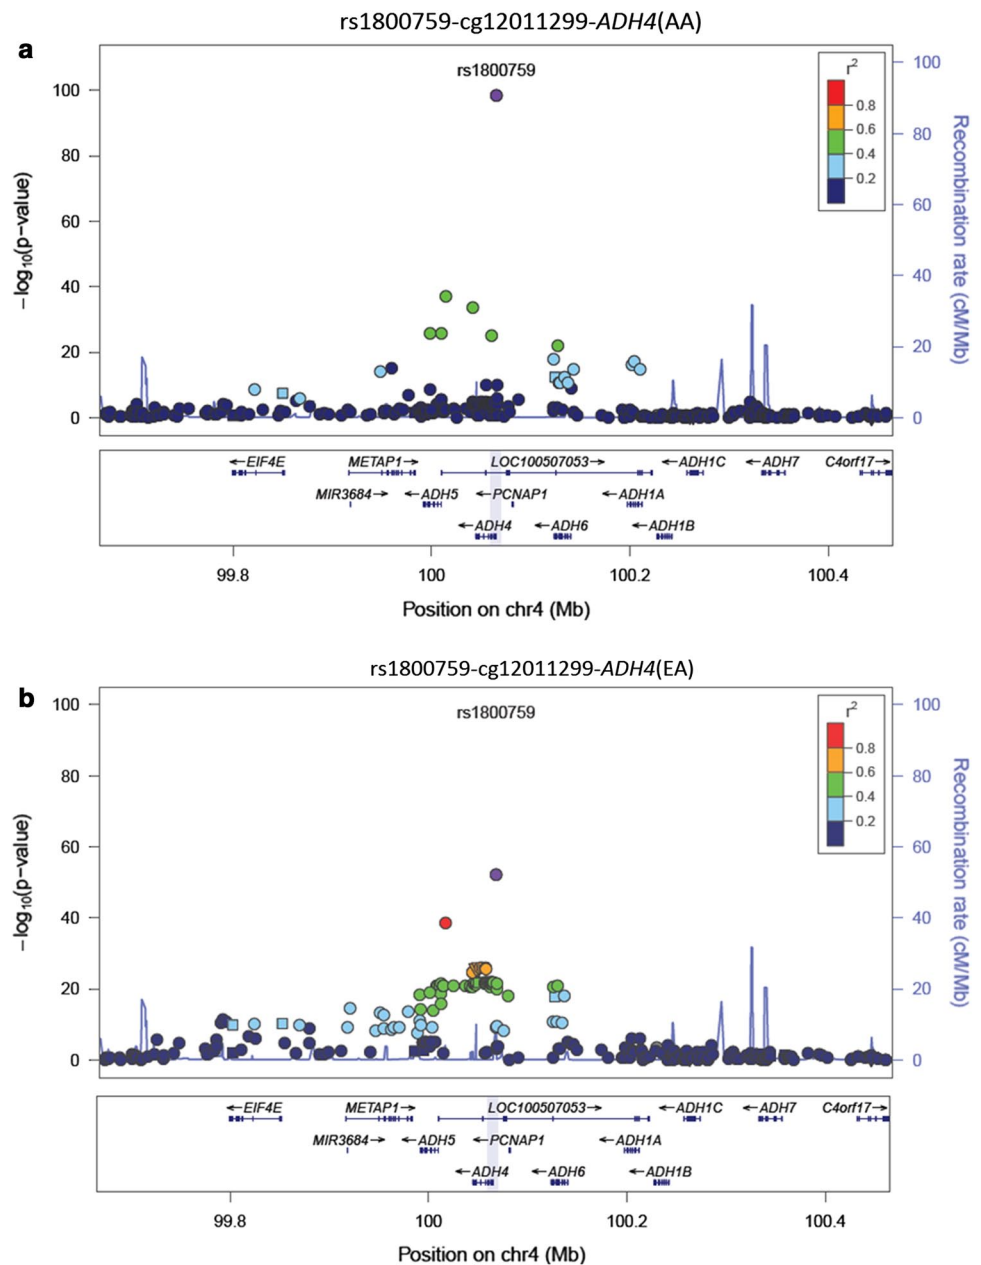 rs1800759-cg12011299-ADH4(AA)
a
rs1800759
r2
0.8
0.6
0.4
0.2
100
80
60
40
20
0
−log10(p−value)
100
80
60
40
20
0
Recombination rate (cM/Mb)
←EIF4E METAP1→ LOC100507053→ ←ADH1C ←ADH7 C4orf17→
MIR3684→ ←ADH5 ←PCNAP1 ←ADH1A
←ADH4 ←ADH6 ←ADH1B
99.8 100 100.2 100.4
Position on chr4 (Mb)
rs1800759-cg12011299-ADH4(EA)
b
rs1800759
r2
0.8
0.6
0.4
0.2
100
80
60
40
20
0
−log10(p−value)
100
80
60
40
20
0
Recombination rate (cM/Mb)
←EIF4E METAP1→ LOC100507053→ ←ADH1C ←ADH7 C4orf17→
MIR3684→ ←ADH5 ←PCNAP1 ←ADH1A
←ADH4 ←ADH6 ←ADH1B
99.8 100 100.2 100.4
Position on chr4 (Mb)